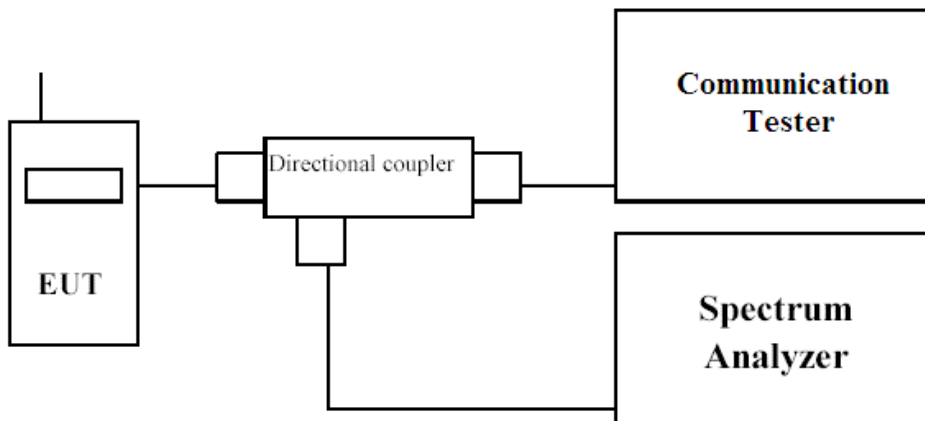 Communication
Tester
Directional coupler
EUT
Spectrum
Analyzer